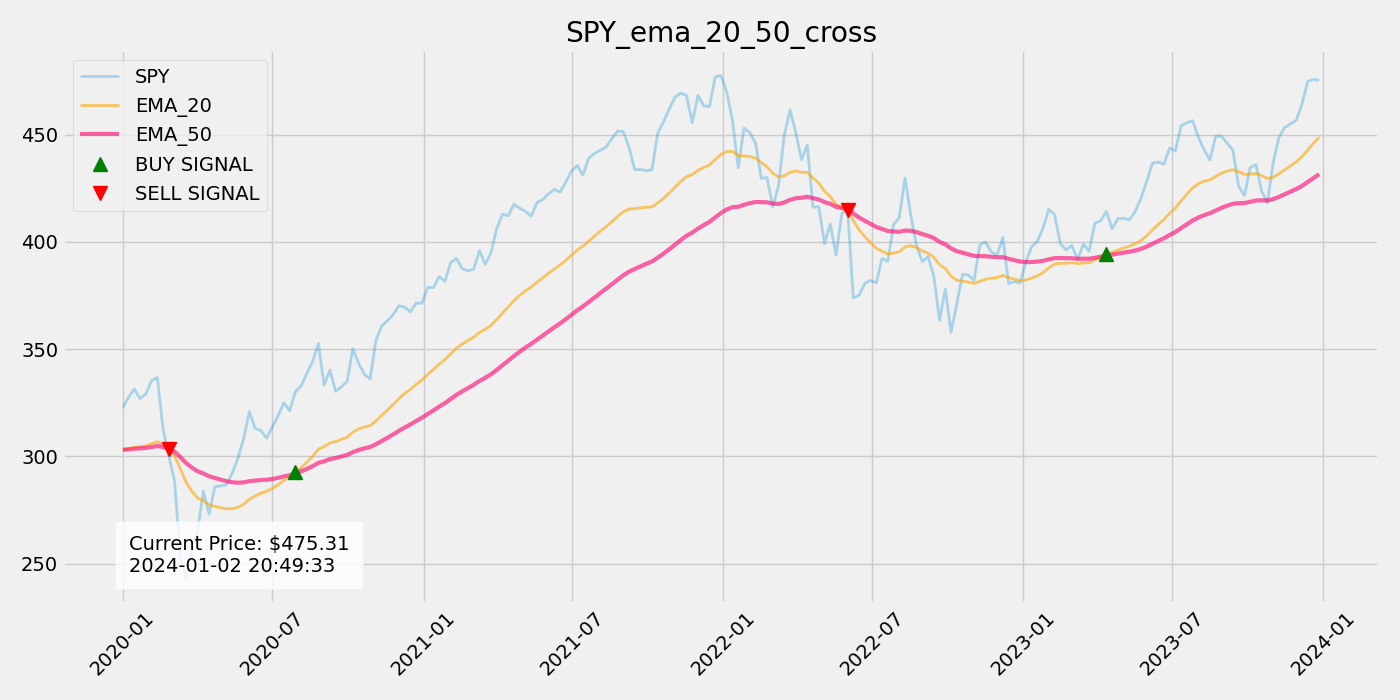 SPY_ema_20_50_cross
SPY
EMA_20
EMA_50
BUY SIGNAL
SELL SIGNAL
450
400
350
300
250
Current Price: $475.31
2024-01-02 20:49:33
2020-01
2020-07
2021-01
2021-07
2022-01
2022-07
2023-01
2023-07
2024-01